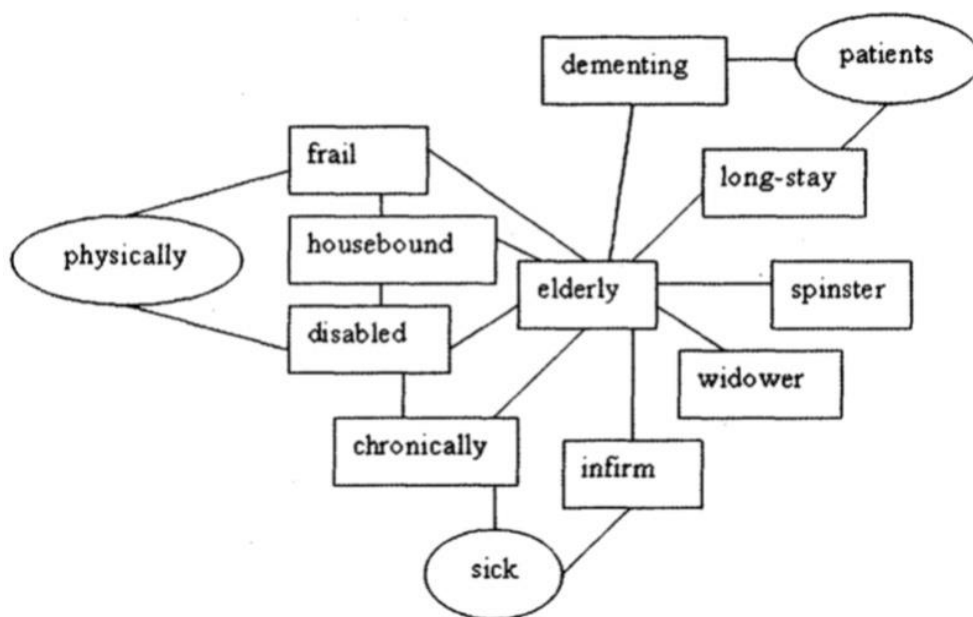 dementing
patients
frail
long-stay
physically
housebound
elderly
spinster
disabled
widower
chronically
infirm
sick